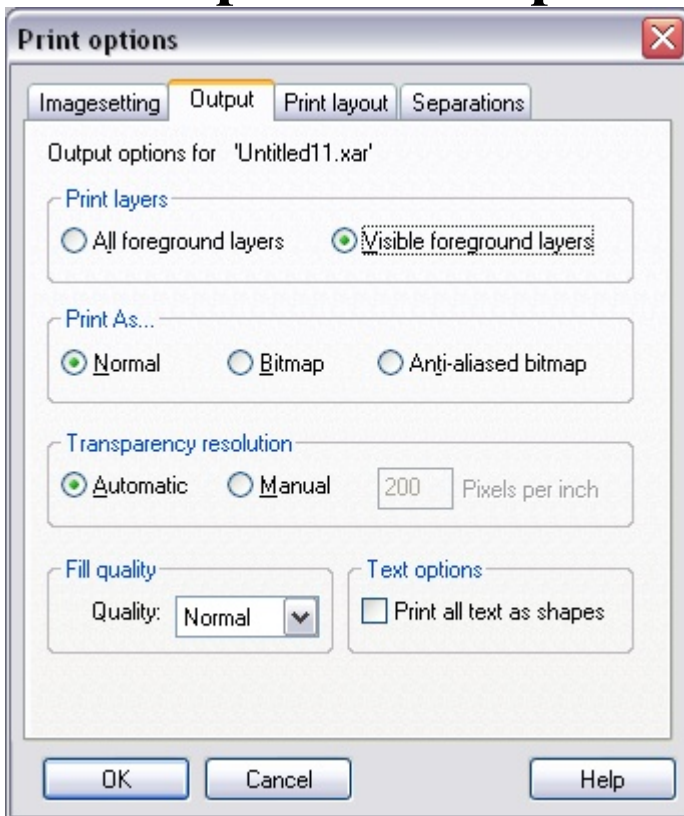 Print options
Imagesetting Output Print layout Separations
Output options for 'Untitled11.xar'
Print layers
All foreground layers Visible foreground layers
Print As...
Normal Bitmap Anti-aliased bitmap
Transparency resolution
Automatic Manual 200 Pixels per inch
Fill quality Text options
Quality: Normal Print all text as shapes
OK Cancel Help